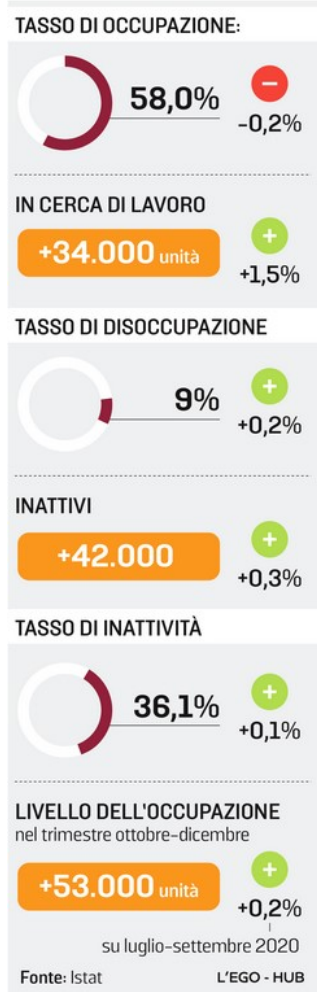 TASSO DI OCCUPAZIONE:
58,0%
-0,2%
IN CERCA DI LAVORO
+34.000 unità
+1,5%
TASSO DI DISOCCUPAZIONE
9%
+0,2%
INATTIVI
+42.000
+0,3%
TASSO DI INATTIVITÀ
36,1%
+0,1%
LIVELLO DELL'OCCUPAZIONE
nel trimestre ottobre-dicembre
+53.000 unità
+0,2%
su luglio-settembre 2020
Fonte: Istat
L'EGO - HUB